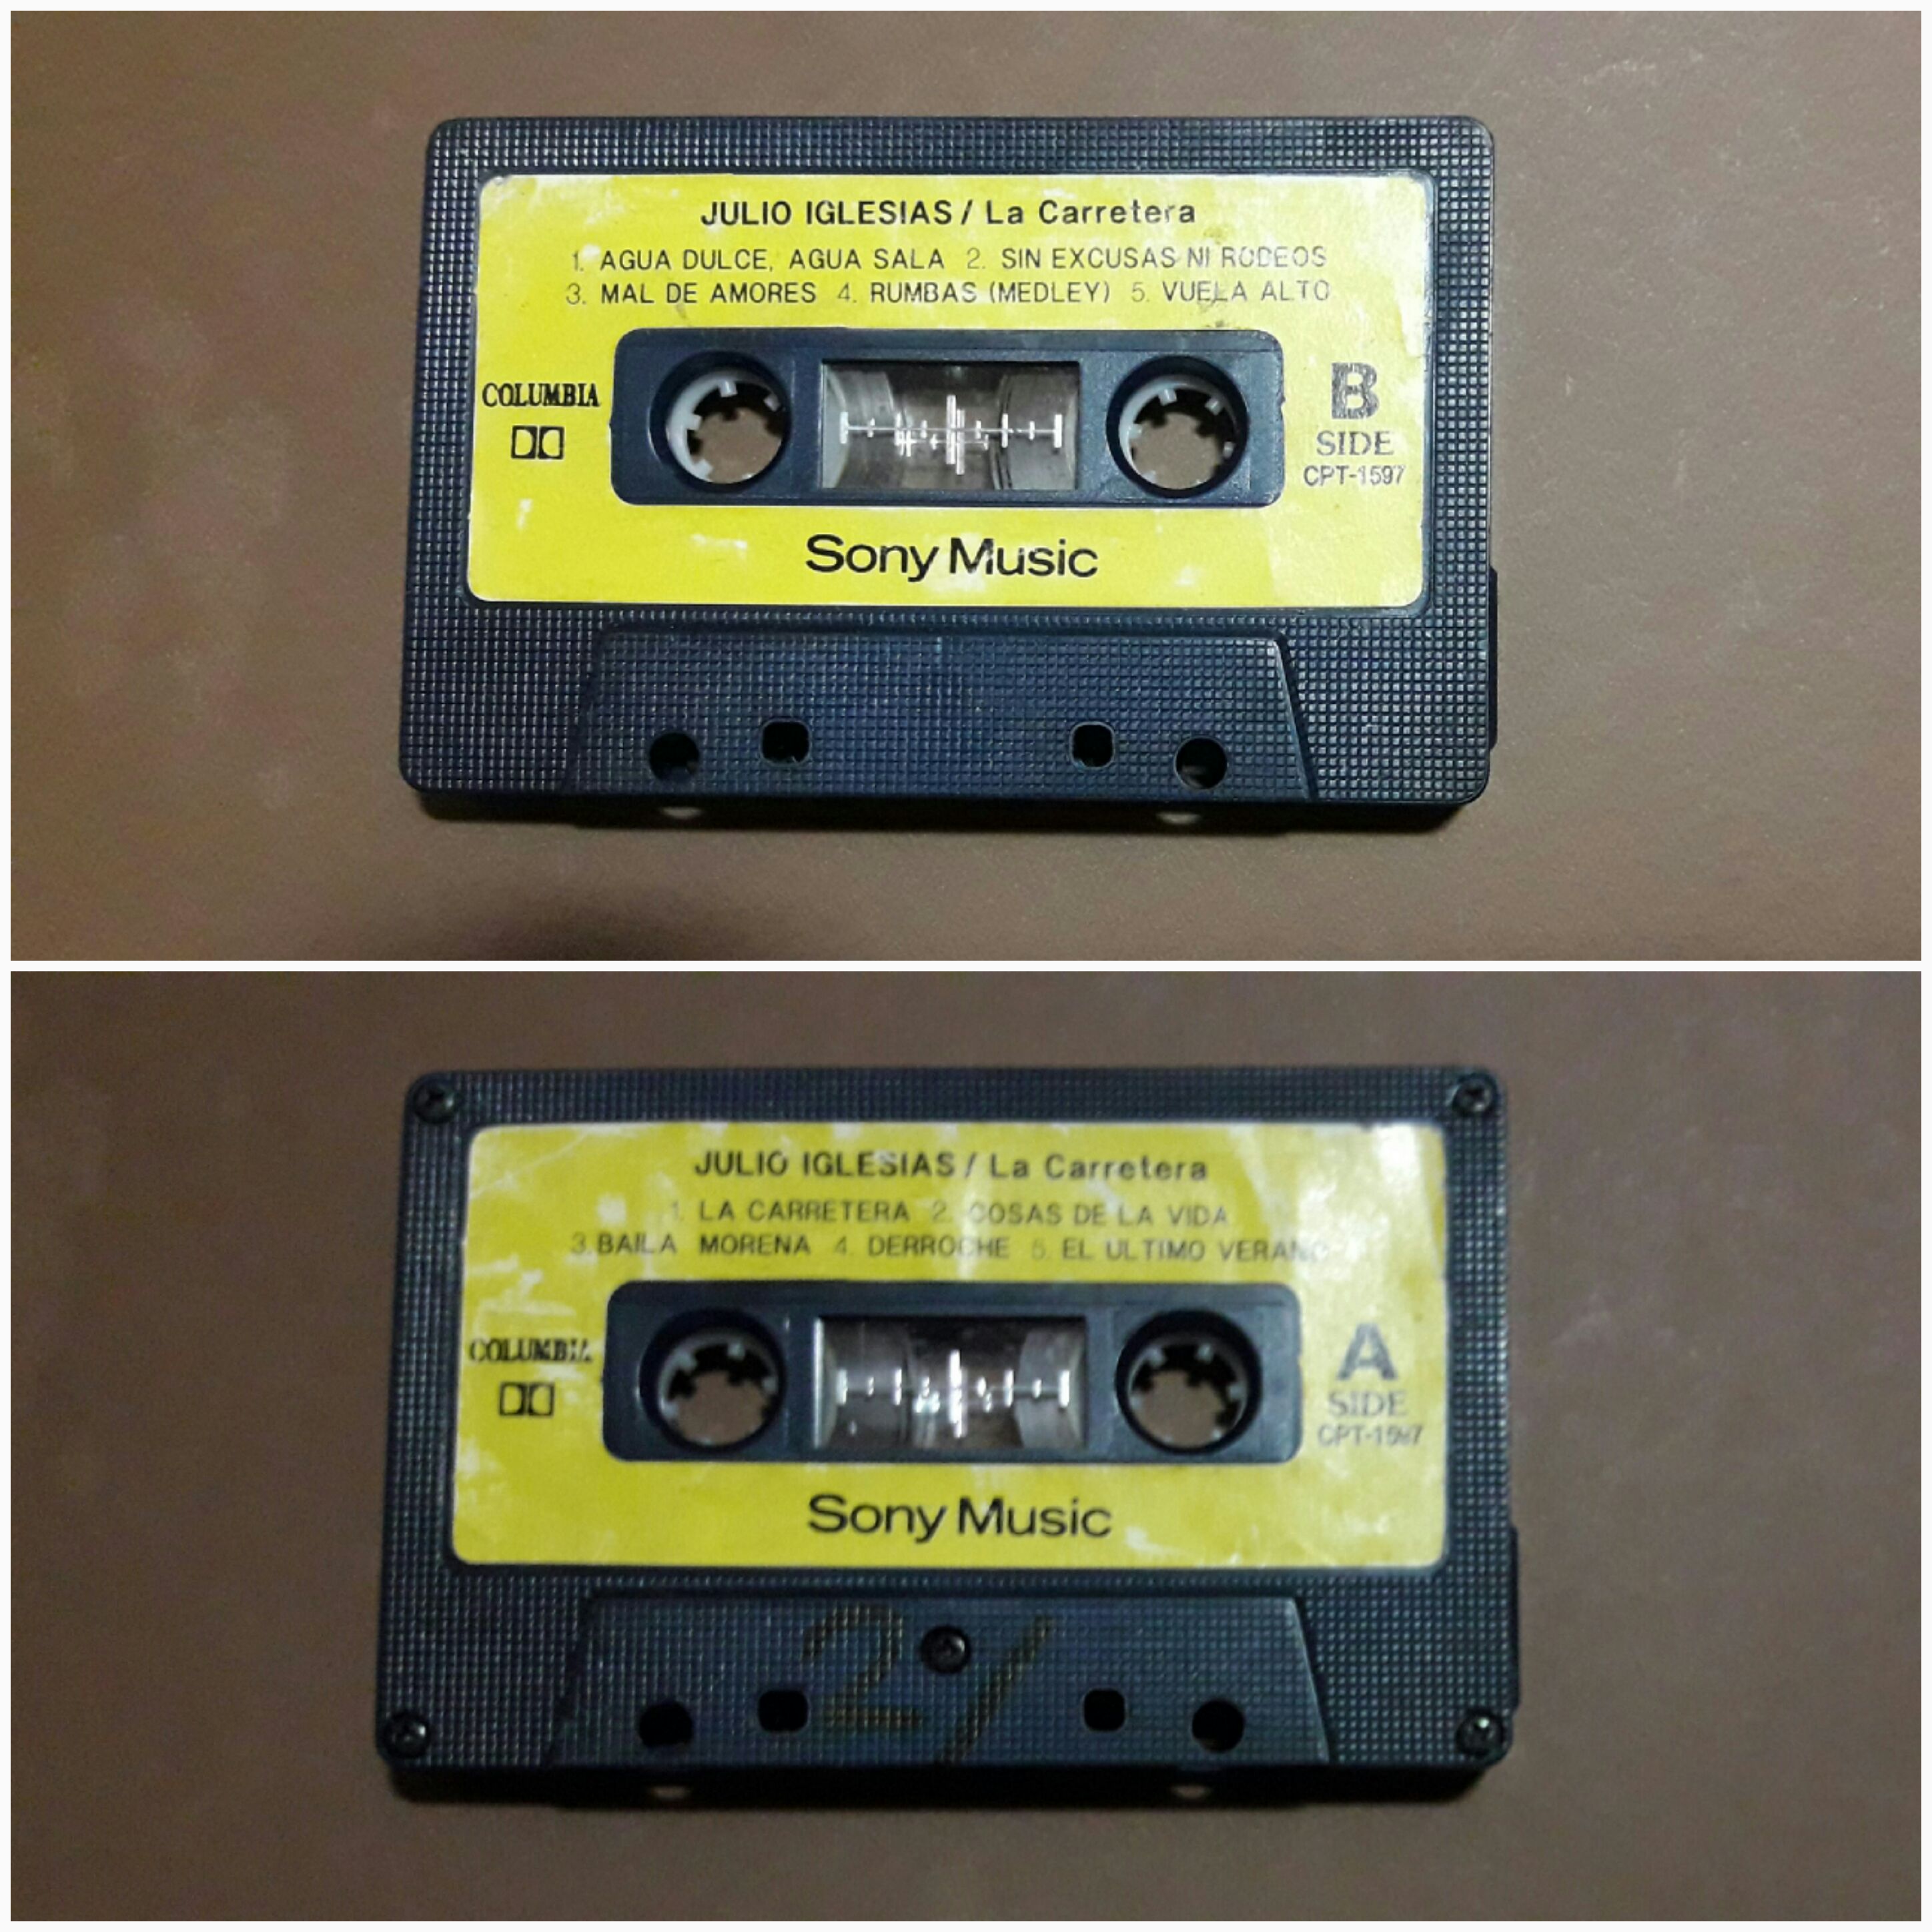 JULIO IGLESIAS / La Carretera
1. AGUA DULCE, AGUA SALA 2. SIN EXCUSAS NI RODEOS
3. MAL DE AMORES 4. RUMBAS (MEDLEY) 5. VUELA ALTO
COLUMBIA
B
SIDE
CPT-1597
Sony Music
JULIO IGLESIAS / La Carretera
1. LA CARRETERA 2. COSAS DE LA VIDA
3. BAILA MORENA 4. DERROCHE 5. EL ULTIMO VERANO
COLUMBIA
A
SIDE
CPT-1597
Sony Music
21